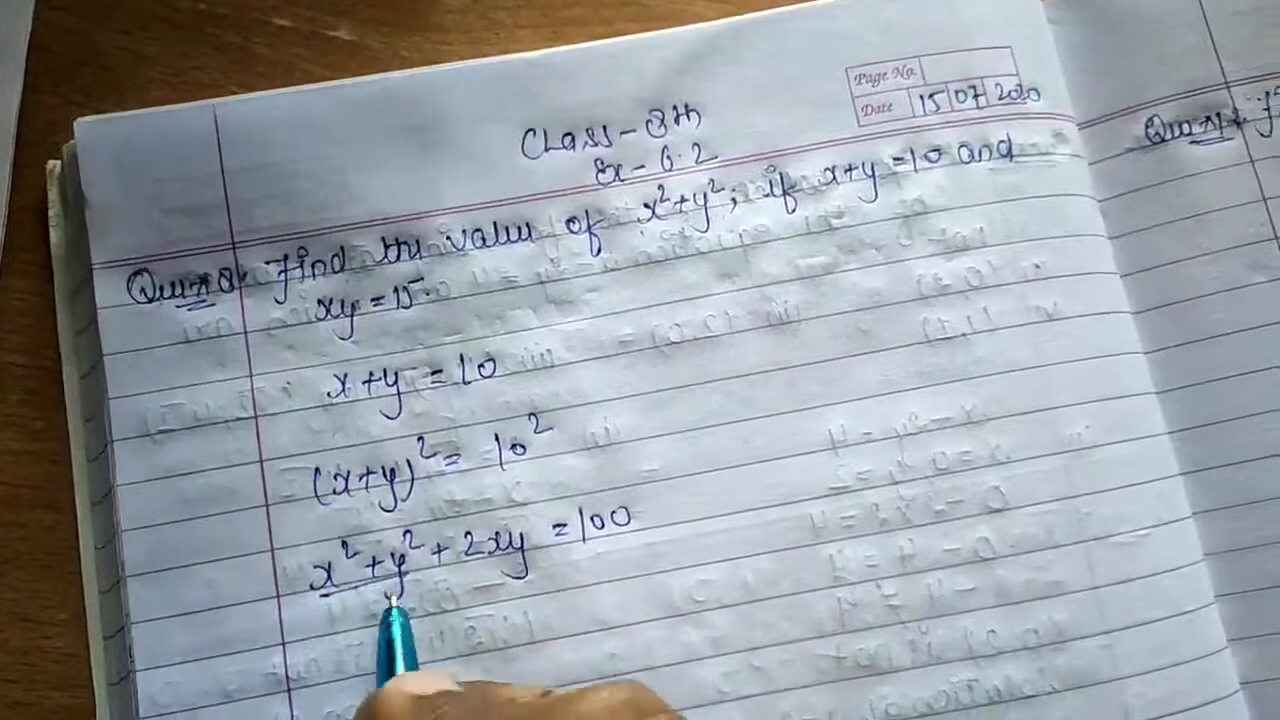 Page No.
Date 15 07 2020
Class - 8th
Ex - 6.2
find the value of x²+y², if x+y =10 and
xy = 15.
x+y = 10
(x+y)² = 10²
x² + y² + 2xy = 100